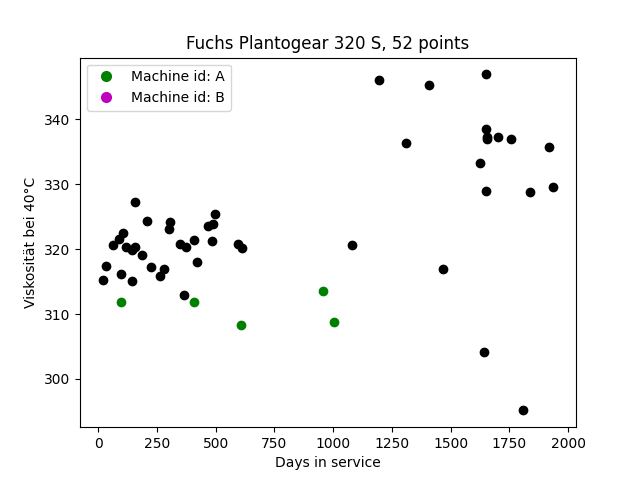 Fuchs Plantogear 320 S, 52 points
Machine id: A
Machine id: B
Viskosität bei 40°C
340
330
320
310
300
0 250 500 750 1000 1250 1500 1750 2000
Days in service